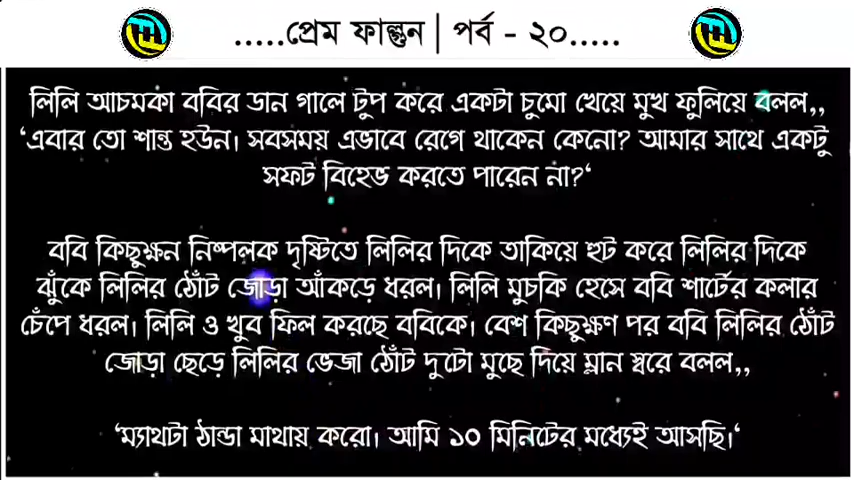 .....প্রেম ফাল্গুন | পর্ব - ২০.....
লিলি আচমকা ববির ডান গালে টুপ করে একটা চুমো খেয়ে মুখ ফুলিয়ে বলল,,
‘এবার তো শান্ত হউন। সবসময় এভাবে রেগে থাকেন কেনো? আমার সাথে একটু
সফট বিহেভ করতে পারেন না?‘
ববি কিছুক্ষন নিষ্পলক দৃষ্টিতে লিলির দিকে তাকিয়ে হুট করে লিলির দিকে
ঝুঁকে লিলির ঠোঁট জোড়া আঁকড়ে ধরল। লিলি মুচকি হেসে ববি শার্টের কলার
চেঁপে ধরল। লিলি ও খুব ফিল করছে ববিকে। বেশ কিছুক্ষণ পর ববি লিলির ঠোঁট
জোড়া ছেড়ে লিলির ভেজা ঠোঁট দুটো মুছে দিয়ে ম্লান স্বরে বলল,,
‘ম্যাথটা ঠান্ডা মাথায় করো। আমি ১০ মিনিটের মধ্যেই আসছি।‘